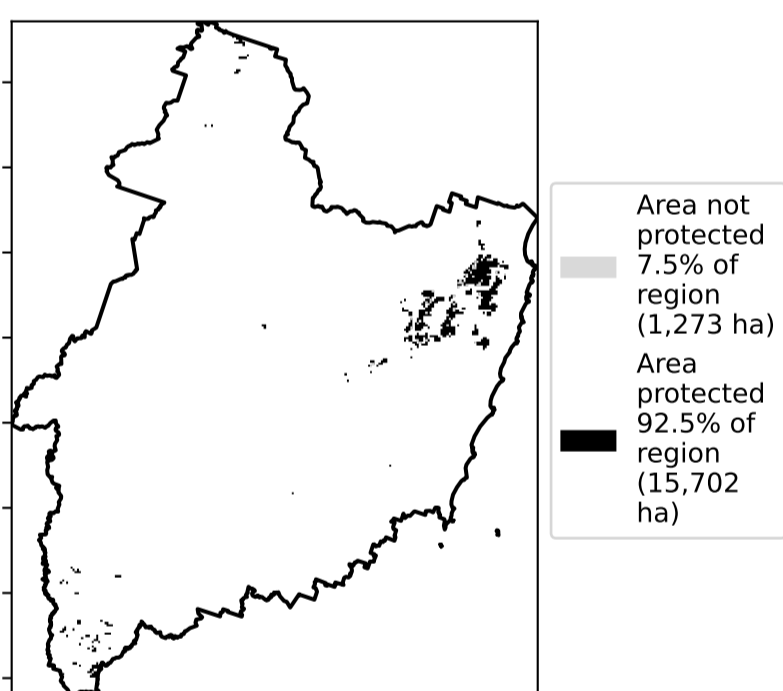 Area not
protected
7.5% of
region
(1,273 ha)
Area
protected
92.5% of
region
(15,702
ha)